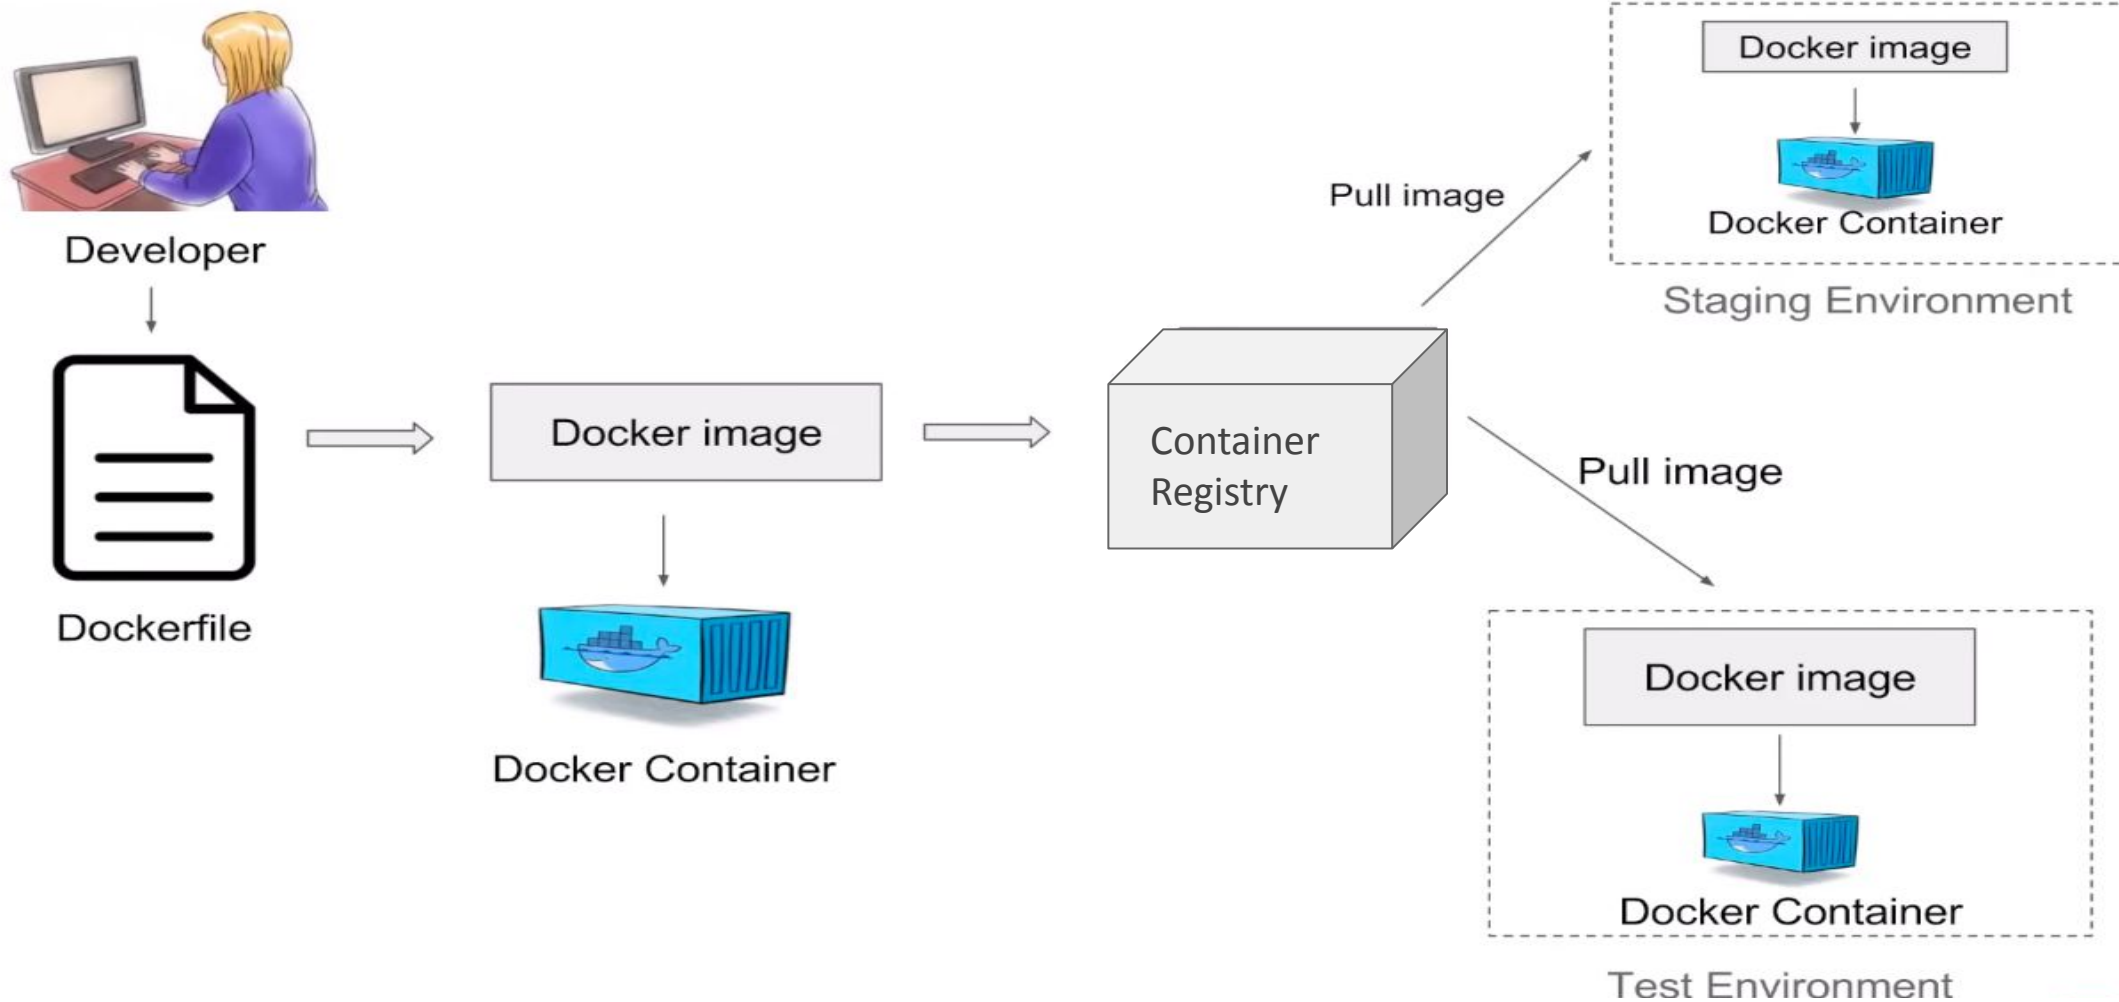 Developer
Dockerfile
Docker image
Docker Container
Container
Registry
Pull image
Docker image
Docker Container
Staging Environment
Pull image
Docker image
Docker Container
Test Environment